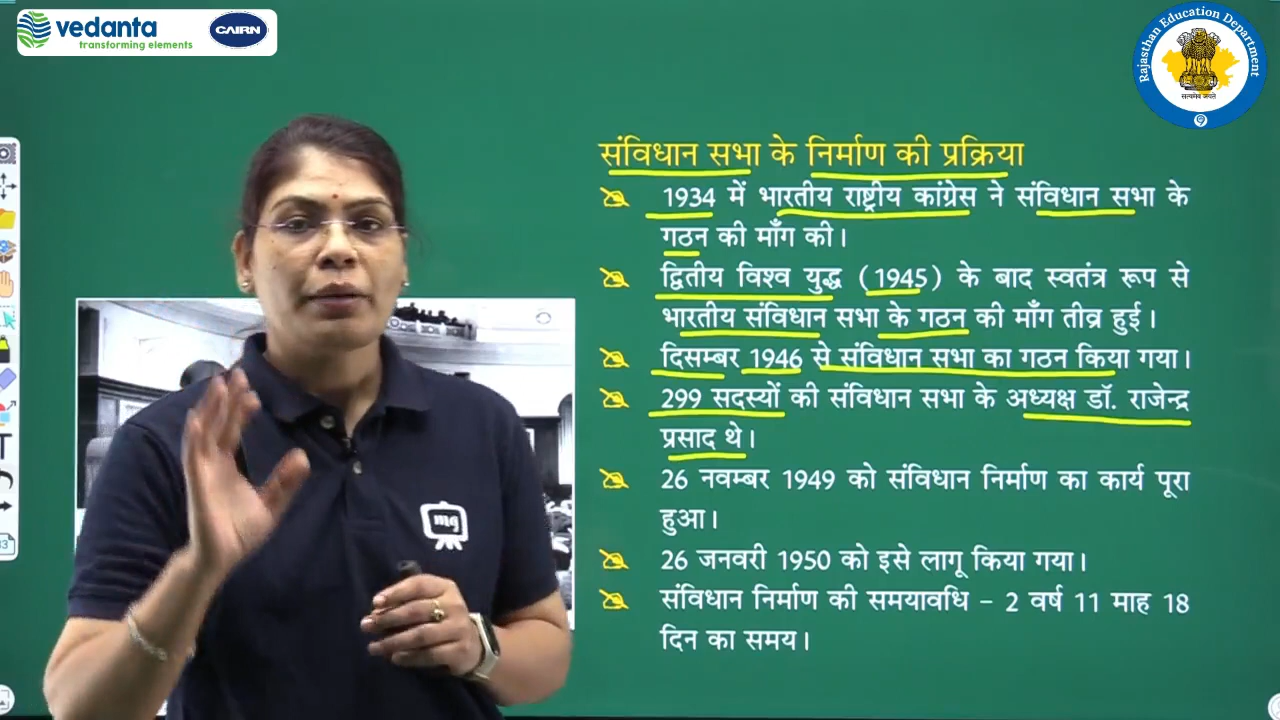 vedanta
transforming elements
CAIRN
Rajasthan Education Department
सत्यमेव जयते
संविधान सभा के निर्माण की प्रक्रिया
1934 में भारतीय राष्ट्रीय कांग्रेस ने संविधान सभा के
गठन की माँग की।
द्वितीय विश्व युद्ध (1945) के बाद स्वतंत्र रूप से
भारतीय संविधान सभा के गठन की माँग तीव्र हुई।
दिसम्बर 1946 से संविधान सभा का गठन किया गया।
299 सदस्यों की संविधान सभा के अध्यक्ष डॉ. राजेन्द्र
प्रसाद थे।
26 नवम्बर 1949 को संविधान निर्माण का कार्य पूरा
हुआ।
26 जनवरी 1950 को इसे लागू किया गया।
संविधान निर्माण की समयावधि – 2 वर्ष 11 माह 18
दिन का समय।
mg